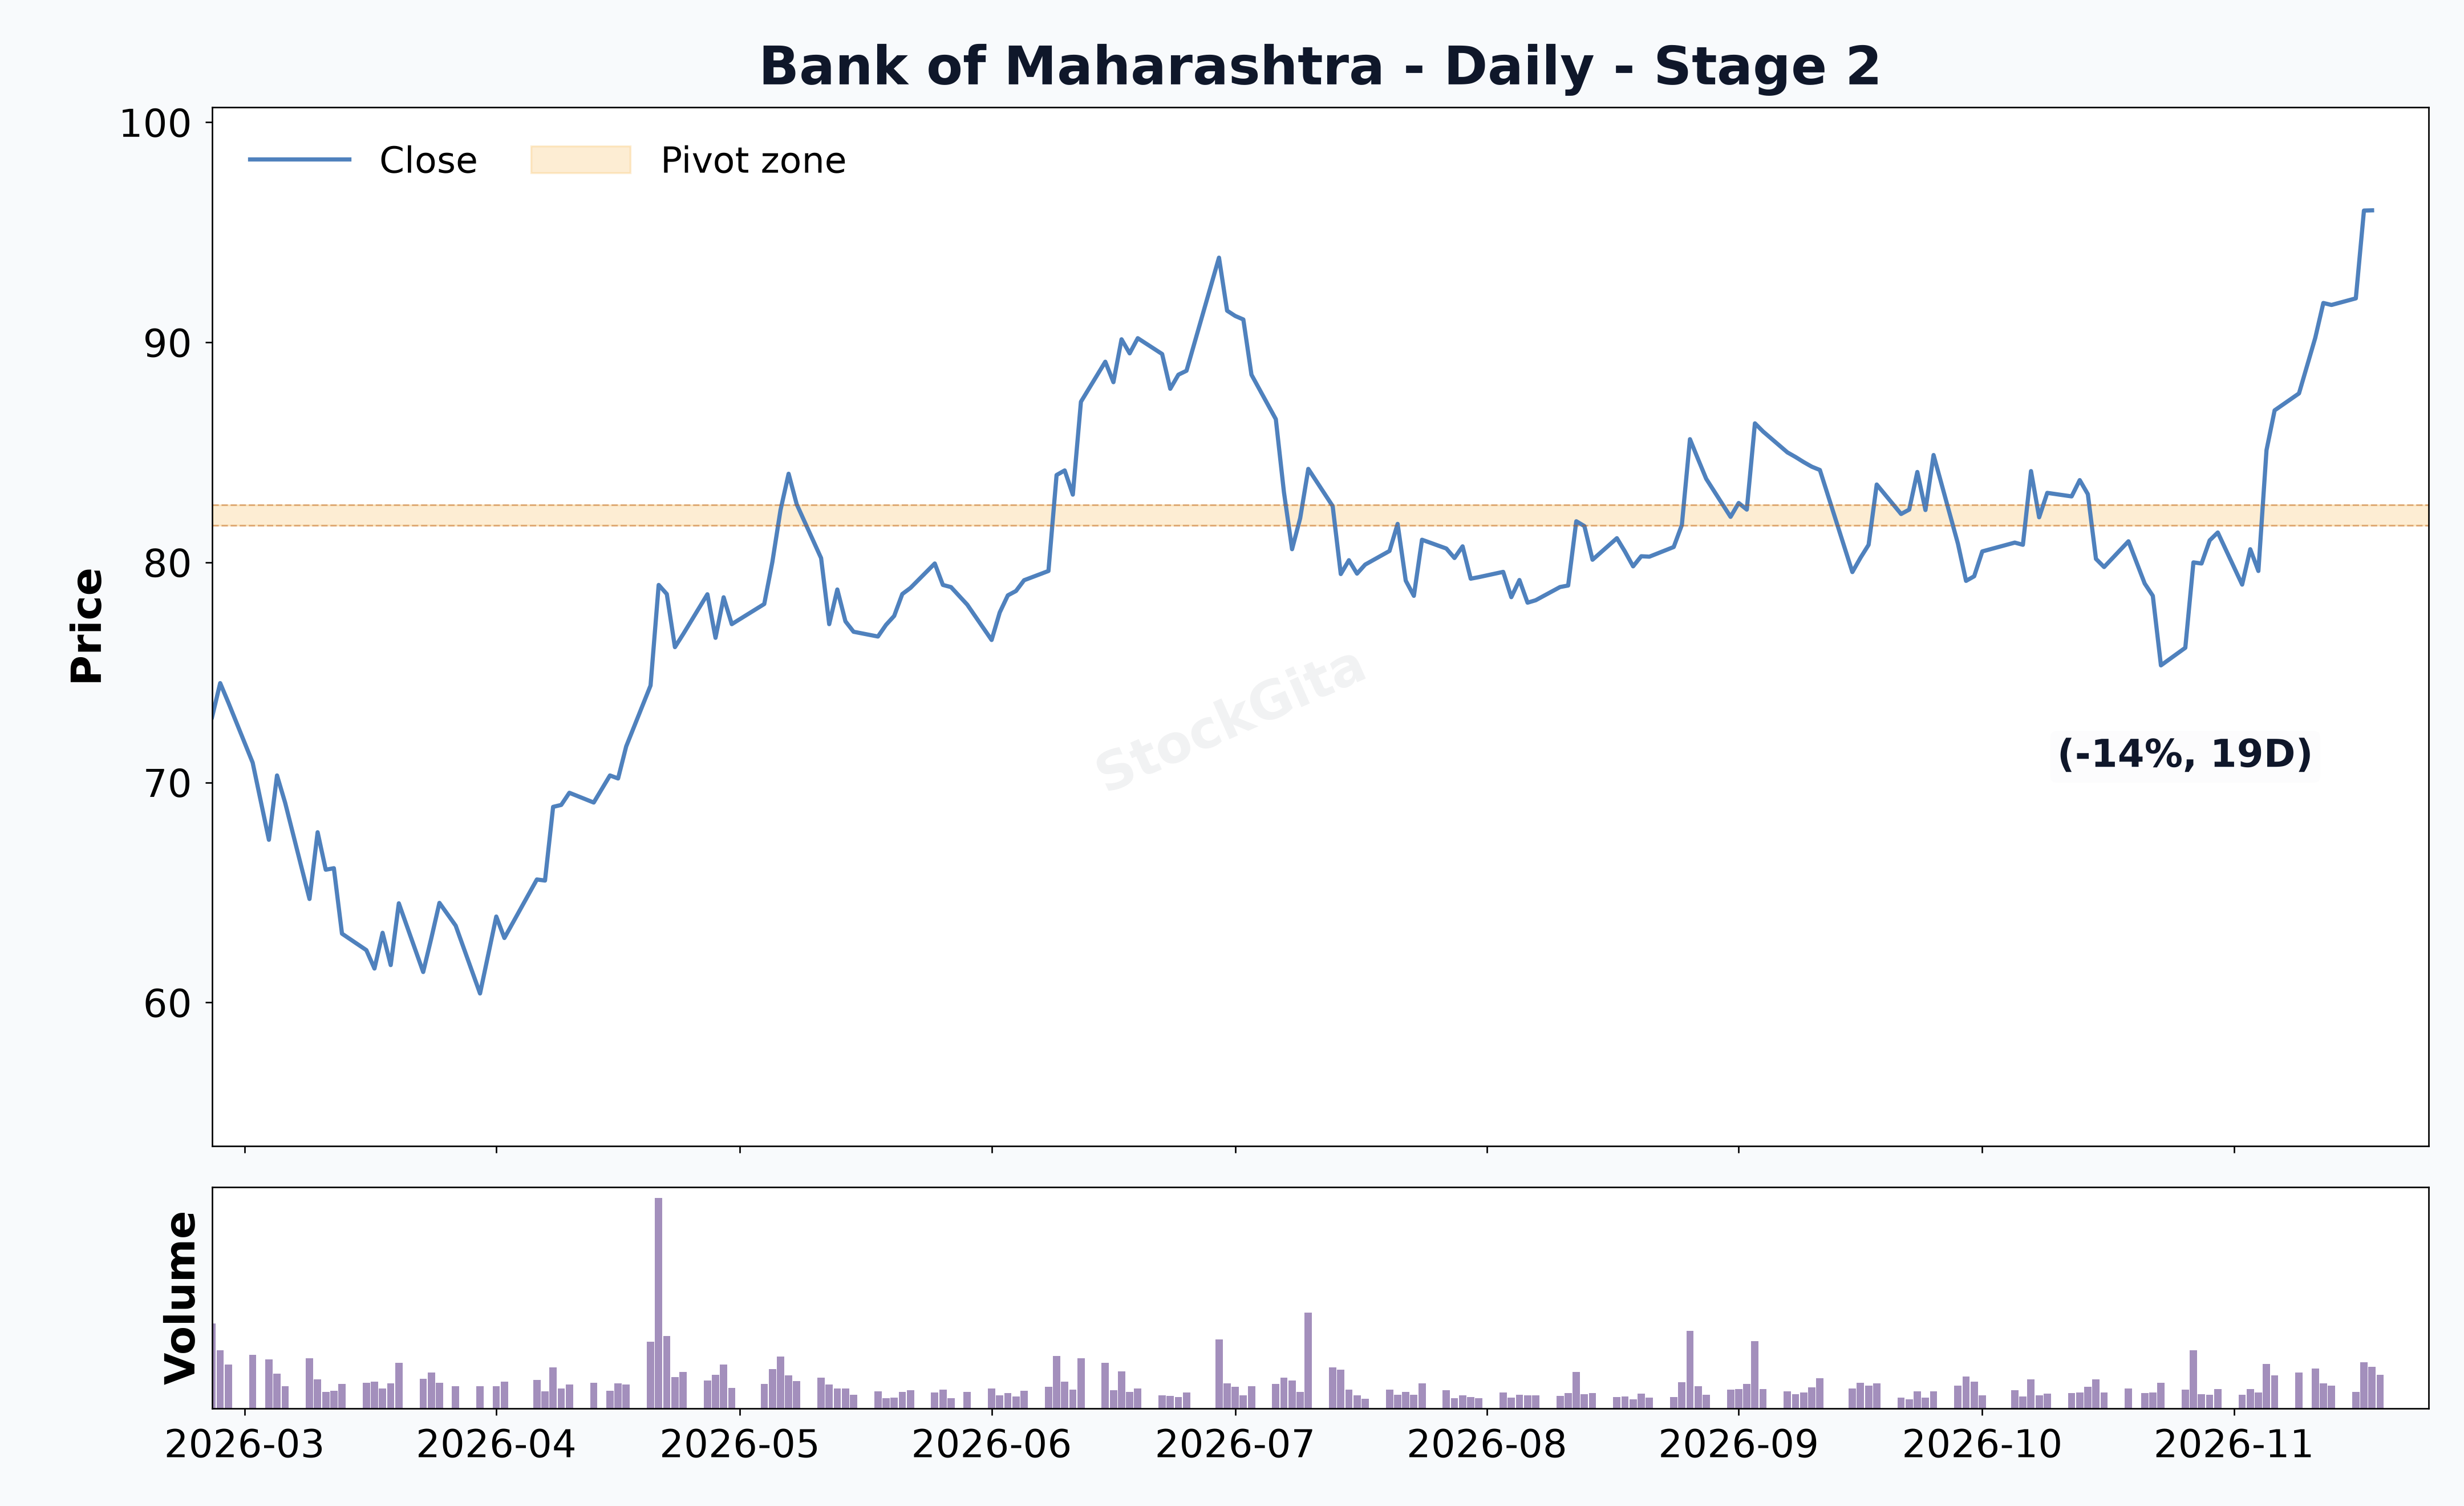 Bank of Maharashtra - Daily - Stage 2
Close
Pivot zone
100
90
80
70
60
Price
StockGita
(-14%, 19D)
Volume
2026-03
2026-04
2026-05
2026-06
2026-07
2026-08
2026-09
2026-10
2026-11